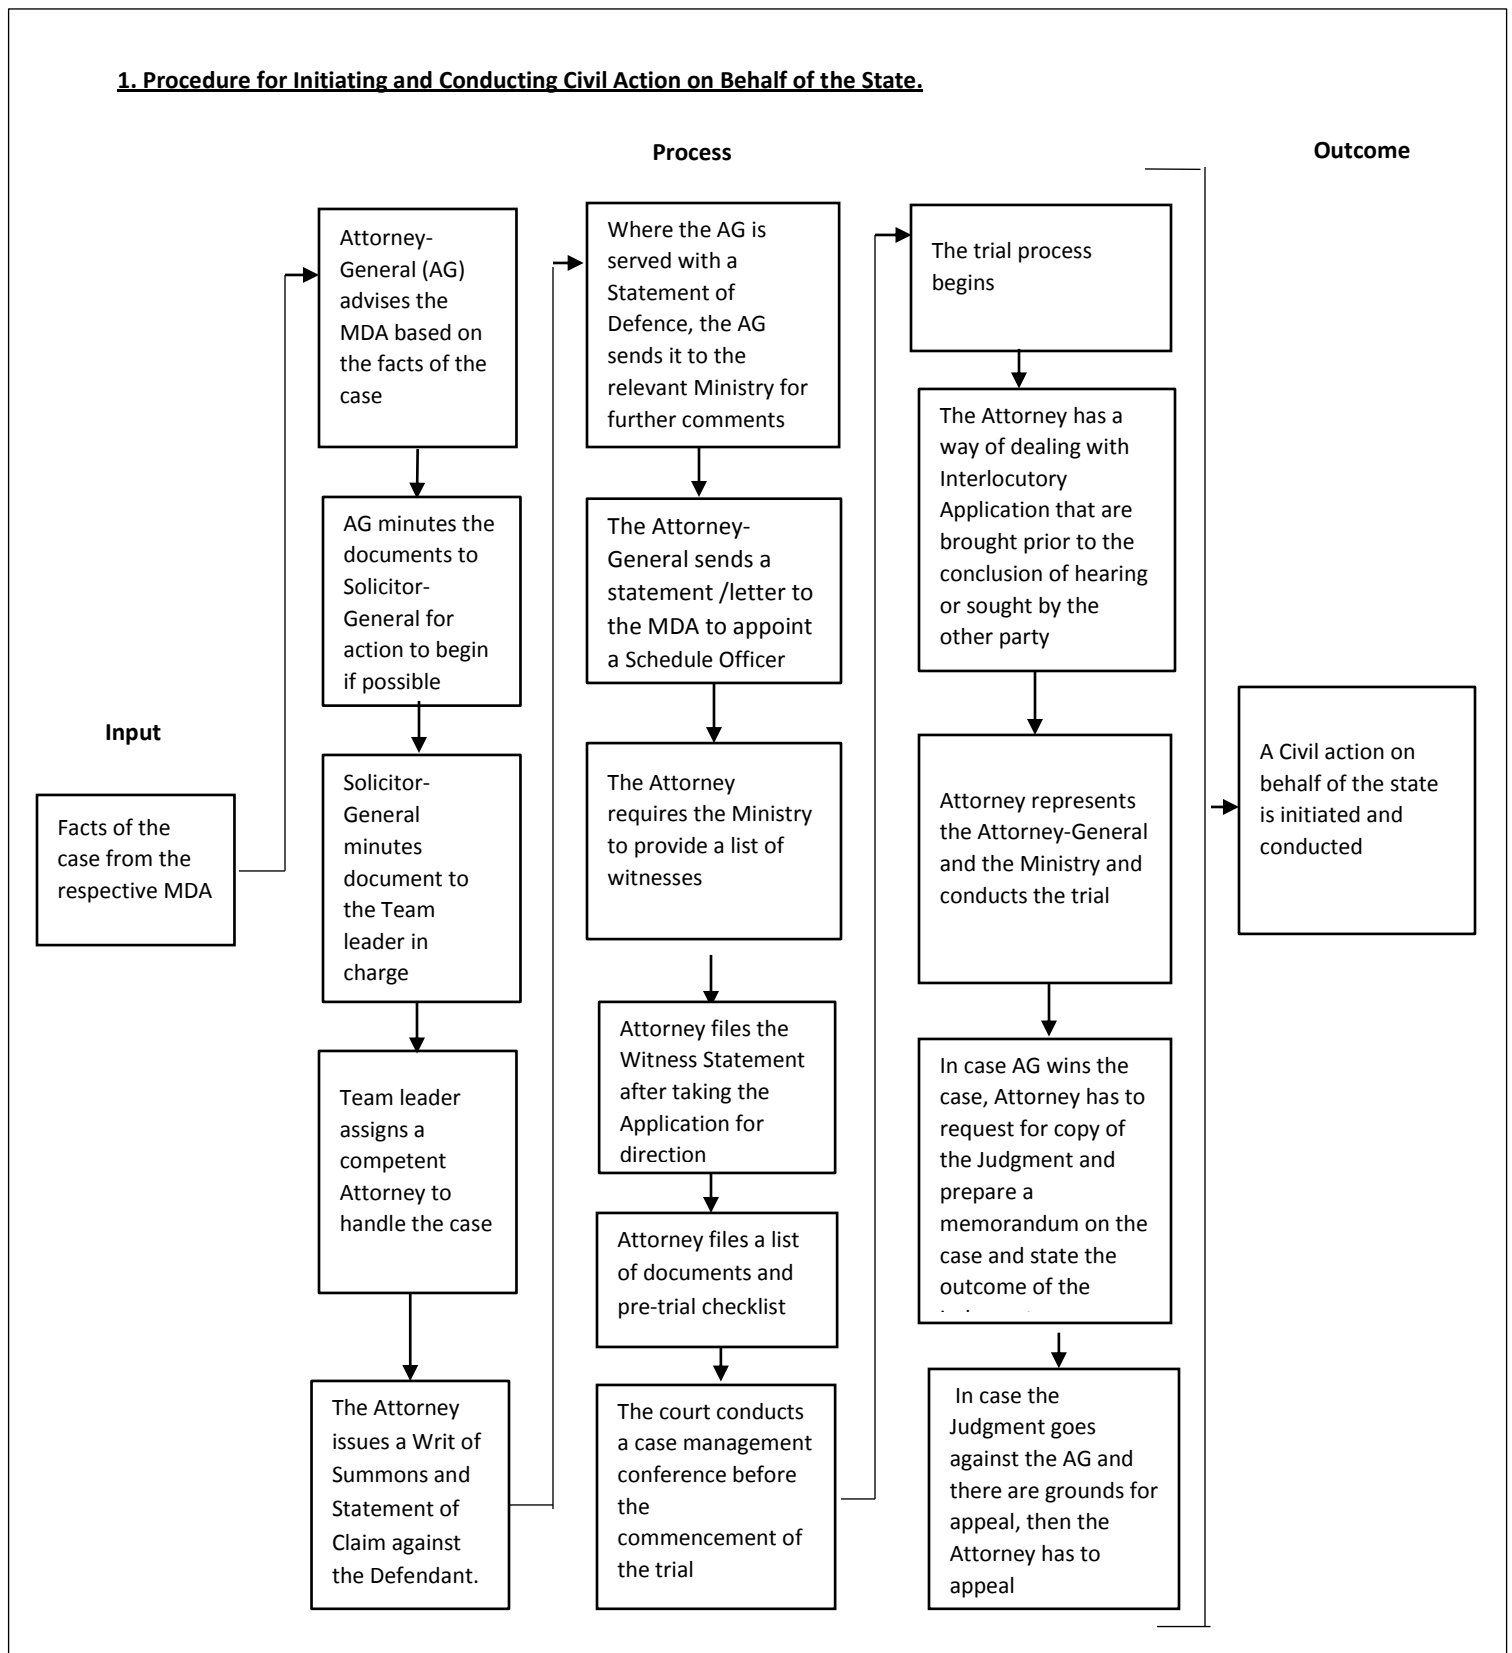 1. Procedure for Initiating and Conducting Civil Action on Behalf of the State.
Process
Outcome
Input
Facts of the
case from the
respective MDA
Attorney-
General (AG)
advises the
MDA based on
the facts of the
case
AG minutes the
documents to
Solicitor-
General for
action to begin
if possible
Solicitor-
General
minutes
document to
the Team
leader in
charge
Team leader
assigns a
competent
Attorney to
handle the case
The Attorney
issues a Writ of
Summons and
Statement of
Claim against
the Defendant.
Where the AG is
served with a
Statement of
Defence, the AG
sends it to the
relevant Ministry for
further comments
The Attorney-
General sends a
statement /letter to
the MDA to appoint
a Schedule Officer
The Attorney
requires the Ministry
to provide a list of
witnesses
Attorney files the
Witness Statement
after taking the
Application for
direction
Attorney files a list
of documents and
pre-trial checklist
The court conducts
a case management
conference before
the
commencement of
the trial
The trial process
begins
The Attorney has a
way of dealing with
Interlocutory
Application that are
brought prior to the
conclusion of hearing
or sought by the
other party
Attorney represents
the Attorney-General
and the Ministry and
conducts the trial
In case AG wins the
case, Attorney has to
request for copy of
the Judgment and
prepare a
memorandum on the
case and state the
outcome of the
In case the
Judgment goes
against the AG and
there are grounds for
appeal, then the
Attorney has to
appeal
A Civil action on
behalf of the state
is initiated and
conducted